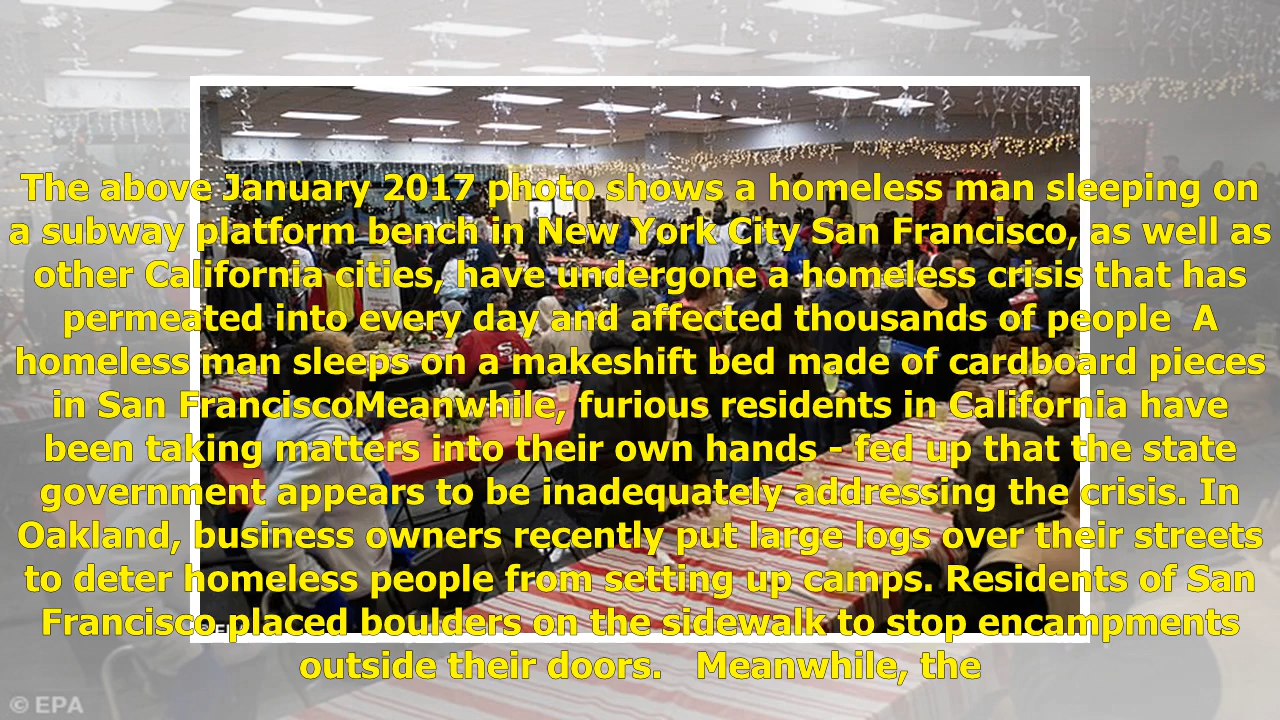 The above January 2017 photo shows a homeless man sleeping on
a subway platform bench in New York City San Francisco, as well as
other California cities, have undergone a homeless crisis that has
permeated into every day and affected thousands of people  A
homeless man sleeps on a makeshift bed made of cardboard pieces
in San FranciscoMeanwhile, furious residents in California have
been taking matters into their own hands - fed up that the state
government appears to be inadequately addressing the crisis. In
Oakland, business owners recently put large logs over their streets
to deter homeless people from setting up camps. Residents of San
Francisco placed boulders on the sidewalk to stop encampments
outside their doors.   Meanwhile, the
© EPA